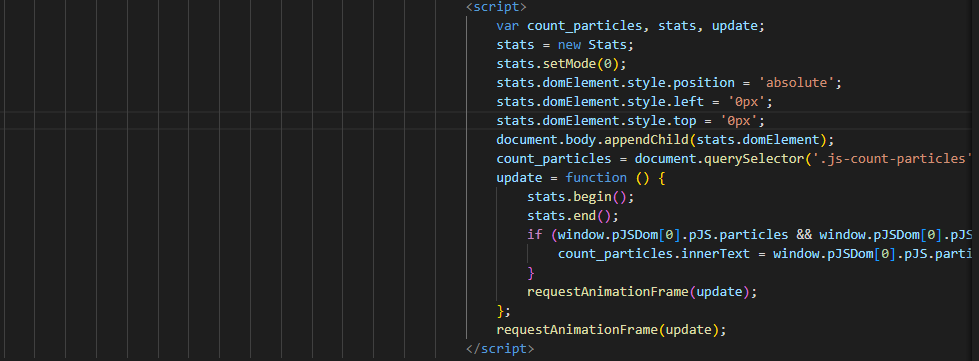 <script>
var count_particles, stats, update;
stats = new Stats;
stats.setMode(0);
stats.domElement.style.position = 'absolute';
stats.domElement.style.left = '0px';
stats.domElement.style.top = '0px';
document.body.appendChild(stats.domElement);
count_particles = document.querySelector('.js-count-particles'
update = function () {
stats.begin();
stats.end();
if (window.pJSDom[0].pJS.particles && window.pJSDom[0].pJS
count_particles.innerText = window.pJSDom[0].pJS.parti
}
requestAnimationFrame(update);
};
requestAnimationFrame(update);
</script>